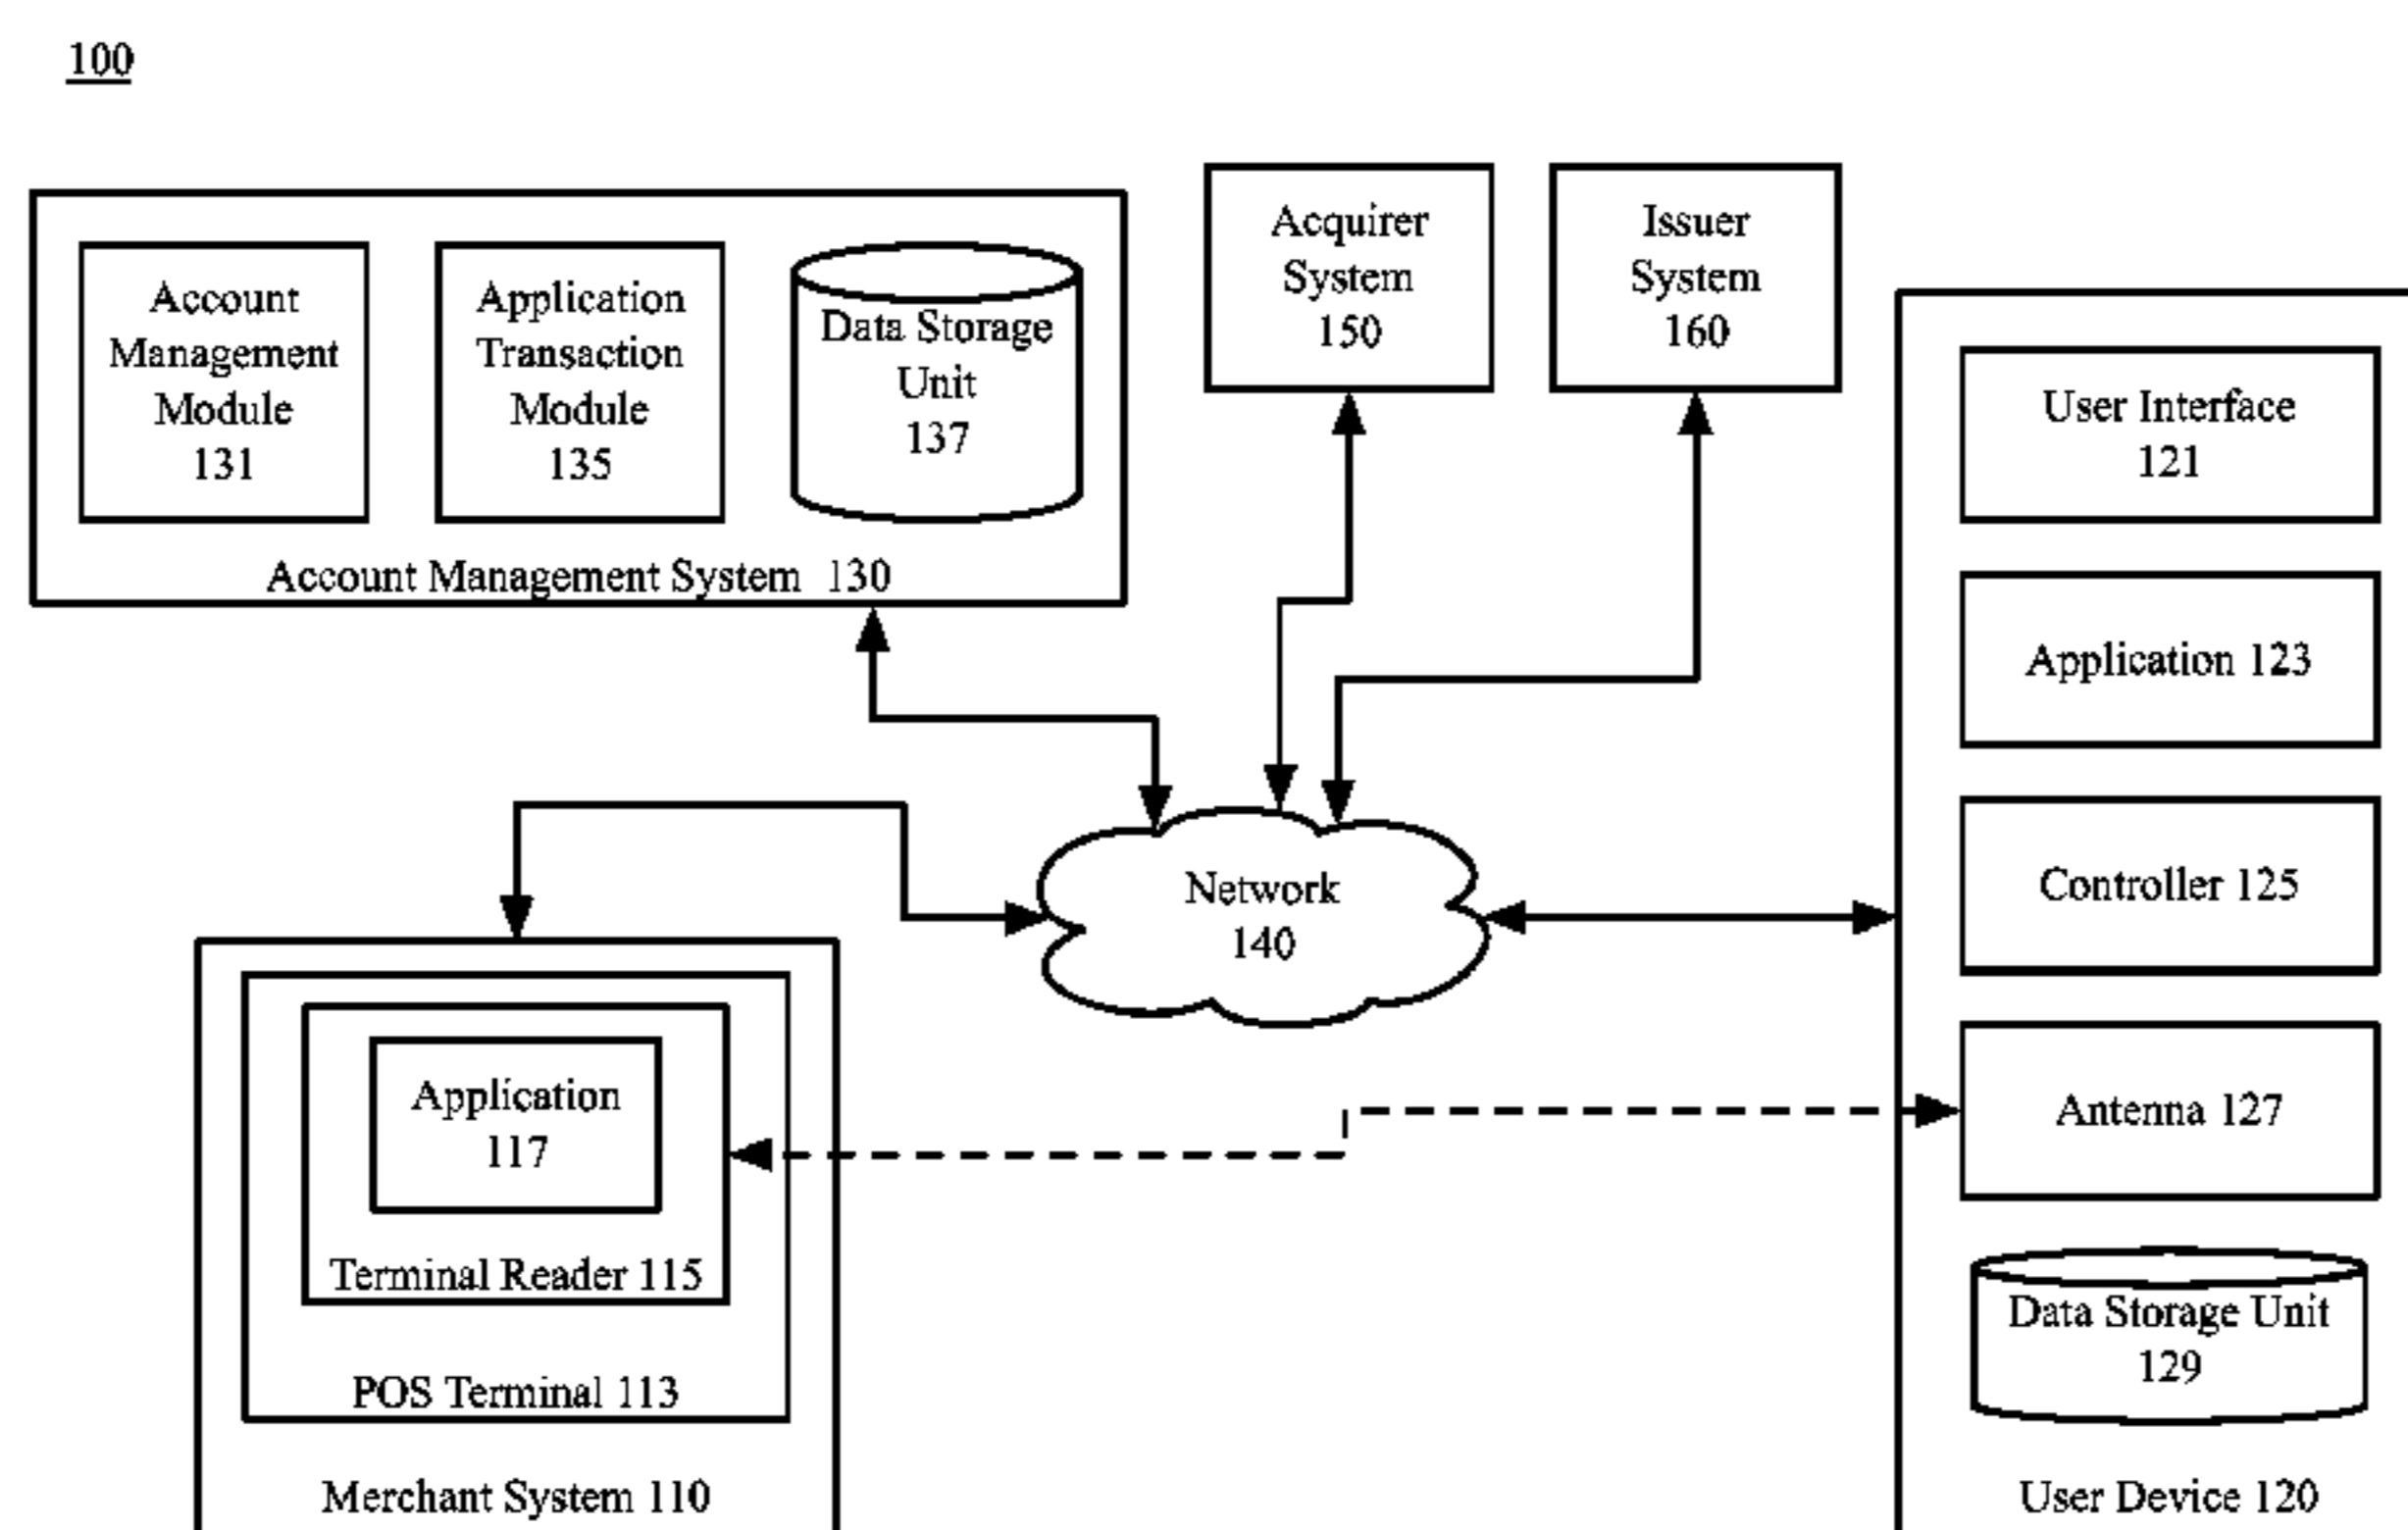 100
Account
Management
Module
131
Application
Transaction
Module
135
Data Storage
Unit
137
Account Management System 130
Acquirer
System
150
Issuer
System
160
User Interface
121
Application 123
Controller 125
Antenna 127
Data Storage Unit
129
User Device 120
Network
140
Application
117
Terminal Reader 115
POS Terminal 113
Merchant System 110